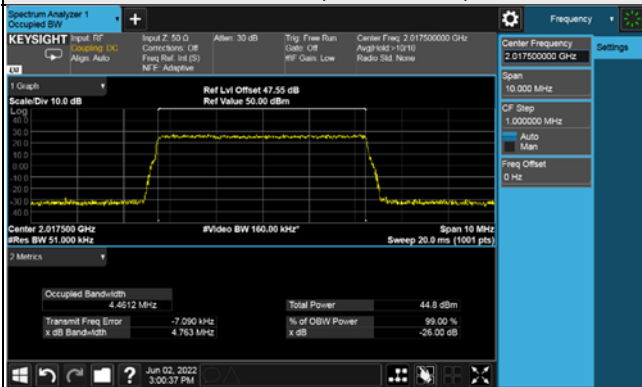 Spectrum Analyzer 1
Occupied BW
+
Frequency
KEYSIGHT
Input: RF
Coupling: DC
Align: Auto
Input Z: 50 Ω
Corrections: Off
Freq Ref: Int (S)
NFE: Adaptive
Atten: 30 dB
Trig: Free Run
Gate: Off
#IF Gain: Low
Center Freq: 2.017500000 GHz
Avg|Hold:>10/10
Radio Std: None
Center Frequency
2.017500000 GHz
Settings
Span
10.000 MHz
CF Step
1.000000 MHz
Auto
Man
Freq Offset
0 Hz
1 Graph
Scale/Div 10.0 dB
Ref Lvl Offset 47.55 dB
Ref Value 50.00 dBm
Log
40.0
30.0
20.0
10.0
0.00
-10.0
-20.0
-30.0
-40.0
Center 2.017500 GHz
#Res BW 51.000 kHz
#Video BW 160.00 kHz*
Span 10 MHz
Sweep 20.0 ms (1001 pts)
2 Metrics
Occupied Bandwidth
4.4612 MHz
Total Power 44.8 dBm
Transmit Freq Error -7.090 kHz
% of OBW Power 99.00 %
x dB Bandwidth 4.763 MHz
x dB -26.00 dB
?
Jun 02, 2022
3:00:37 PM